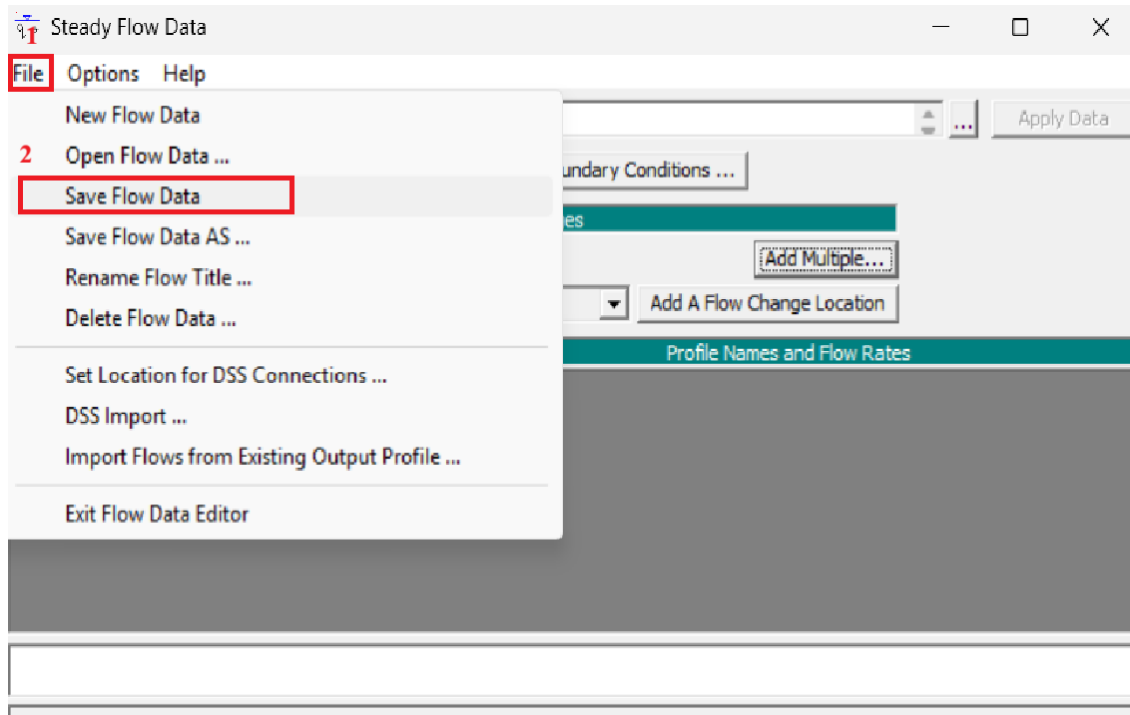 Steady Flow Data
1
File Options Help
New Flow Data
... Apply Data
2 Open Flow Data ...
undary Conditions ...
Save Flow Data
es
Save Flow Data AS ...
Add Multiple...
Rename Flow Title ...
Add A Flow Change Location
Delete Flow Data ...
Profile Names and Flow Rates
Set Location for DSS Connections ...
DSS Import ...
Import Flows from Existing Output Profile ...
Exit Flow Data Editor